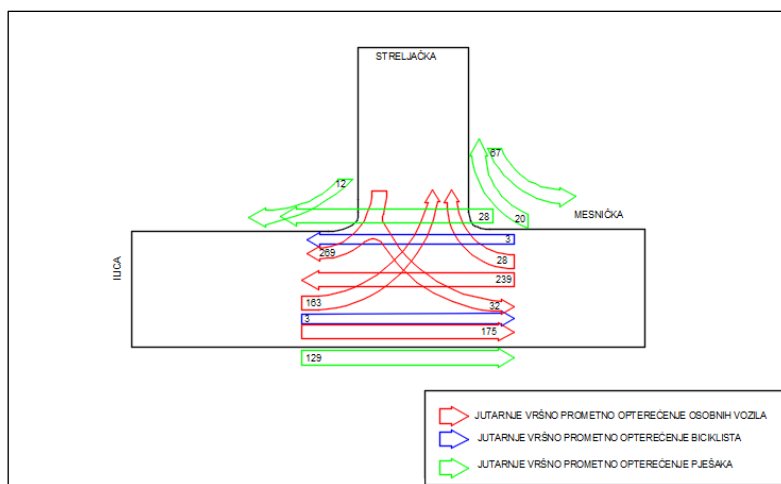 STRELJAČKA
67
12
28
20
MESNIČKA
3
269
28
ILICA
239
163
32
3
175
129
JUTARNJE VRŠNO PROMETNO OPTEREĆENJE OSOBNIH VOZILA
JUTARNJE VRŠNO PROMETNO OPTEREĆENJE BICIKLISTA
JUTARNJE VRŠNO PROMETNO OPTEREĆENJE PJEŠAKA